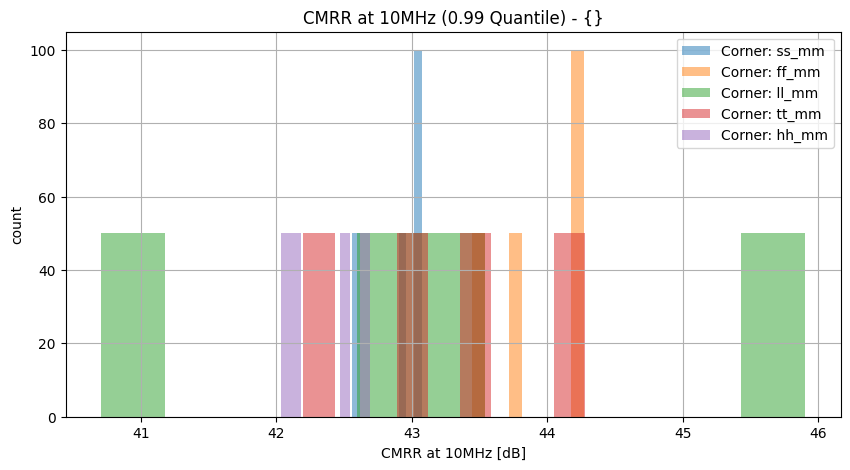 CMRR at 10MHz (0.99 Quantile) - {}
100
80
60
40
20
0
count
Corner: ss_mm
Corner: ff_mm
Corner: ll_mm
Corner: tt_mm
Corner: hh_mm
41
42
43
44
45
46
CMRR at 10MHz [dB]